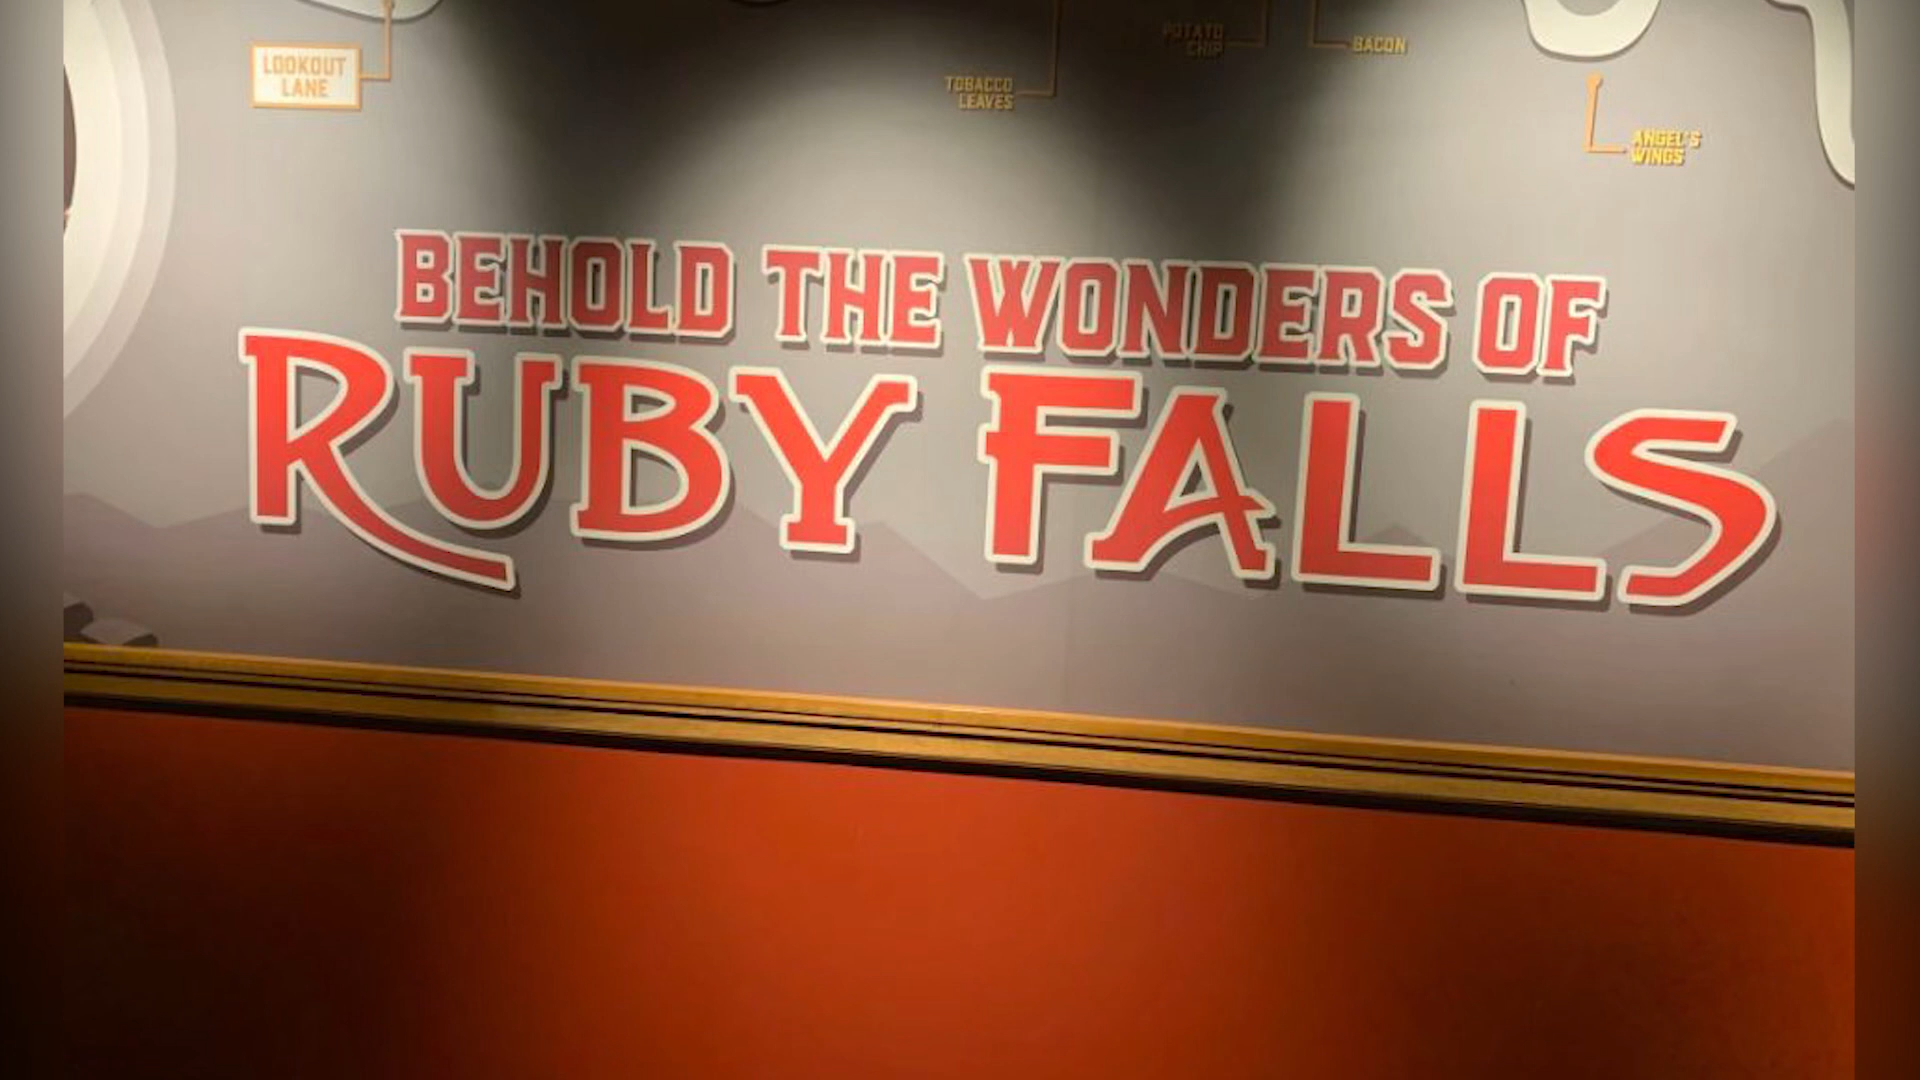 LOOKOUT
LANE
TOBACCO
LEAVES
POTATO
CHIP
BACON
ANGEL'S
WINGS
BEHOLD THE WONDERS OF
RUBY FALLS